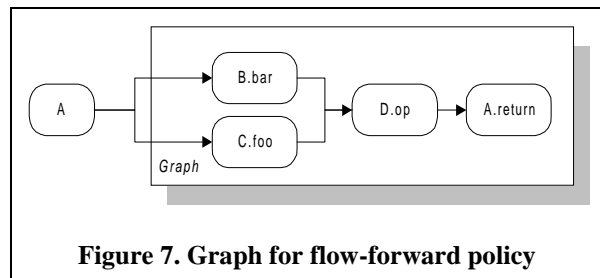 B.bar
A
D.op
A.return
C.foo
Graph
Figure 7. Graph for flow-forward policy